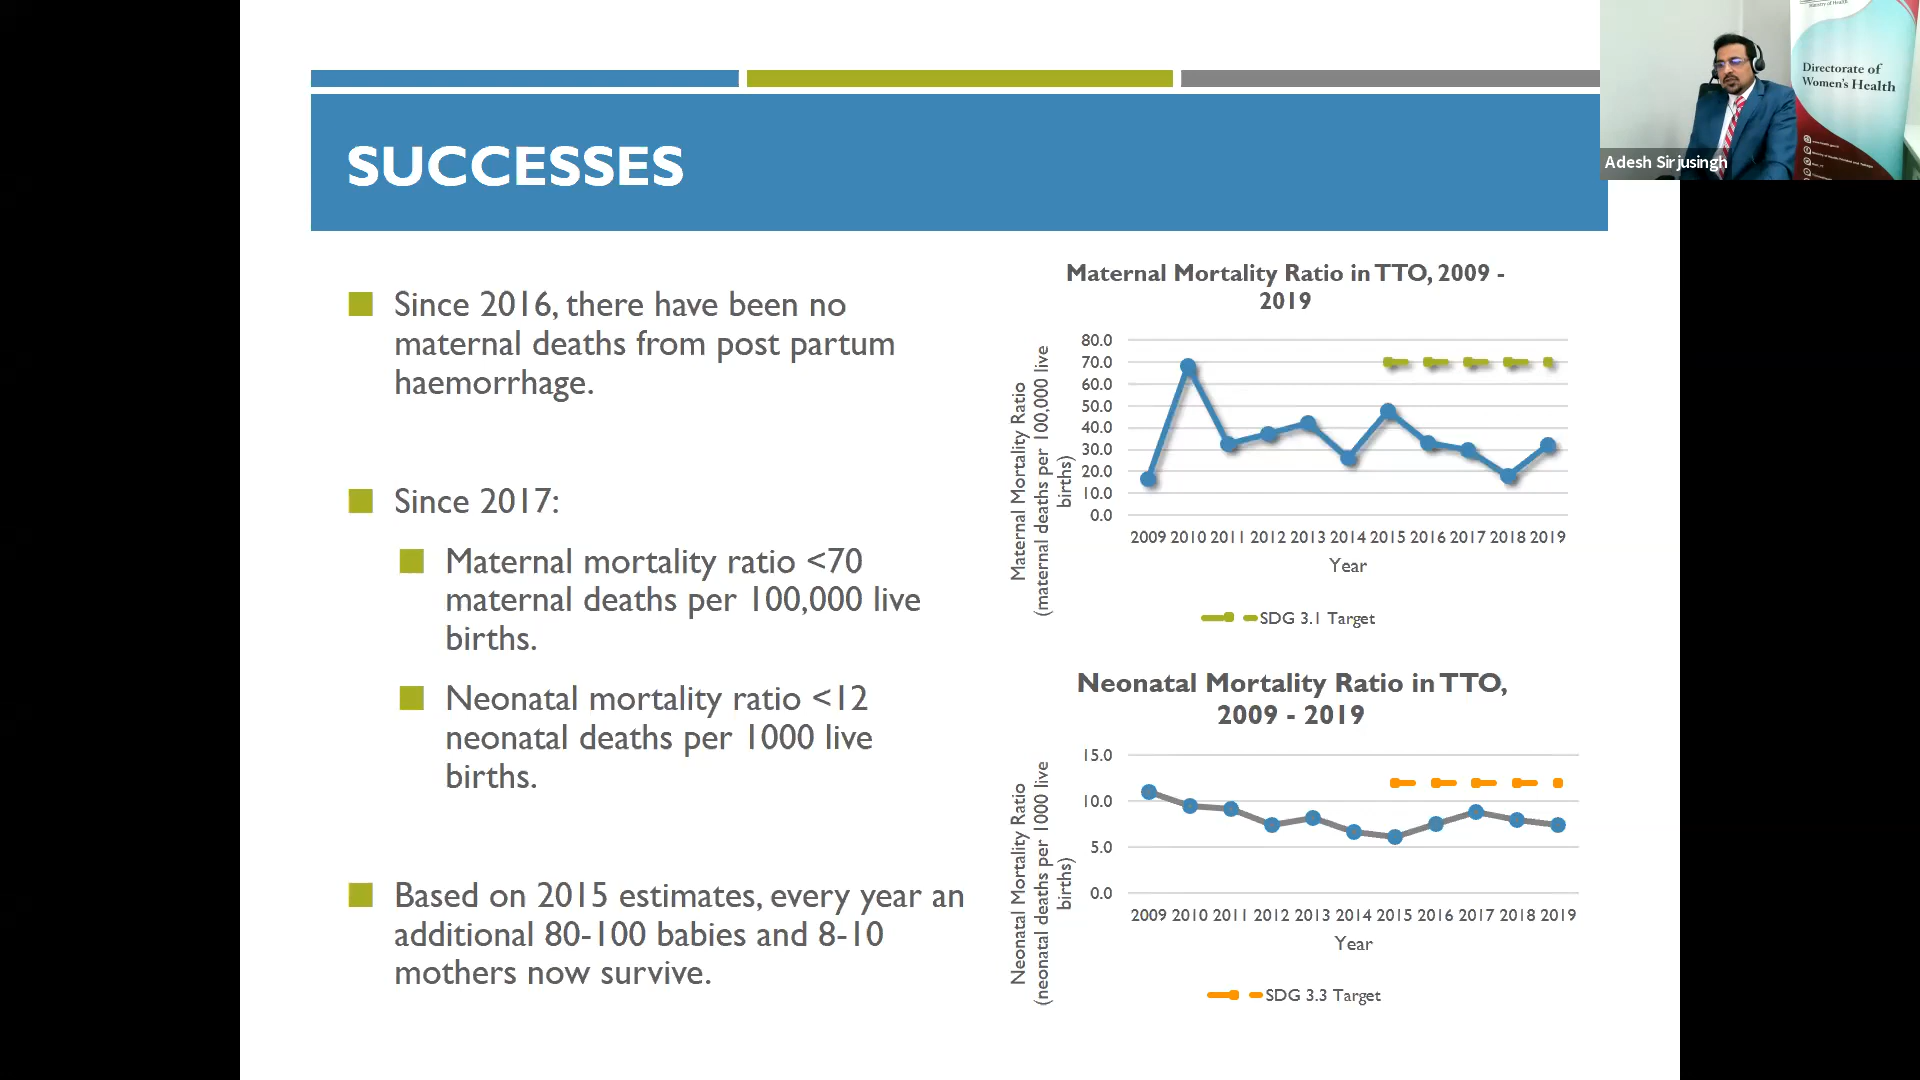 SUCCESSES
Since 2016, there have been no
maternal deaths from post partum
haemorrhage.
Since 2017:
Maternal mortality ratio <70
maternal deaths per 100,000 live
births.
Neonatal mortality ratio <12
neonatal deaths per 1000 live
births.
Based on 2015 estimates, every year an
additional 80-100 babies and 8-10
mothers now survive.
Maternal Mortality Ratio in TTO, 2009 -
2019
Maternal Mortality Ratio
(maternal deaths per 100,000 live
births)
80.0
70.0
60.0
50.0
40.0
30.0
20.0
10.0
0.0
2009 2010 2011 2012 2013 2014 2015 2016 2017 2018 2019
Year
SDG 3.1 Target
Neonatal Mortality Ratio in TTO,
2009 - 2019
Neonatal Mortality Ratio
(neonatal deaths per 1000 live
births)
15.0
10.0
5.0
0.0
2009 2010 2011 2012 2013 2014 2015 2016 2017 2018 2019
Year
SDG 3.3 Target
Ministry of Health
Directorate of
Women's Health
Adesh Sirjusingh